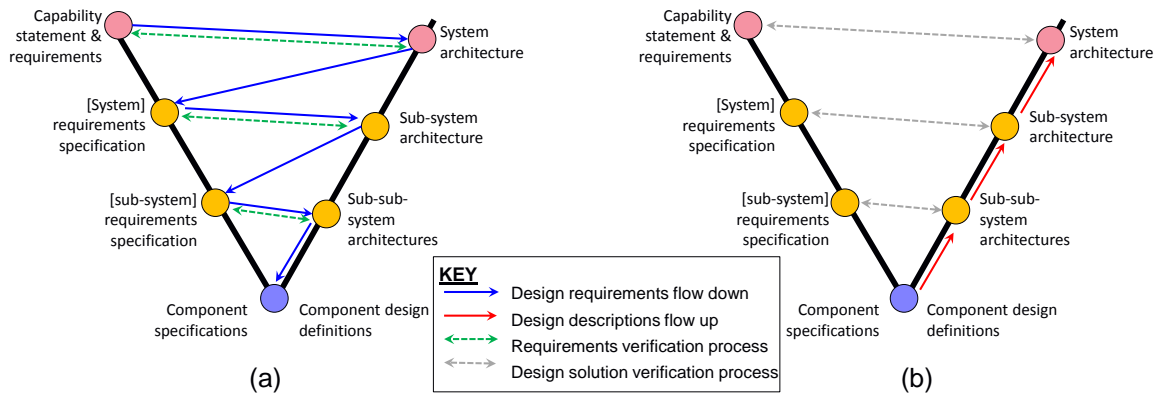 Capability
statement &
requirements
System
architecture
[System]
requirements
specification
Sub-system
architecture
[sub-system]
requirements
specification
Sub-sub-
system
architectures
Component
specifications
Component design
definitions
(a)
KEY
Design requirements flow down
Design descriptions flow up
Requirements verification process
Design solution verification process
Capability
statement &
requirements
System
architecture
[System]
requirements
specification
Sub-system
architecture
[sub-system]
requirements
specification
Sub-sub-
system
architectures
Component
specifications
Component design
definitions
(b)